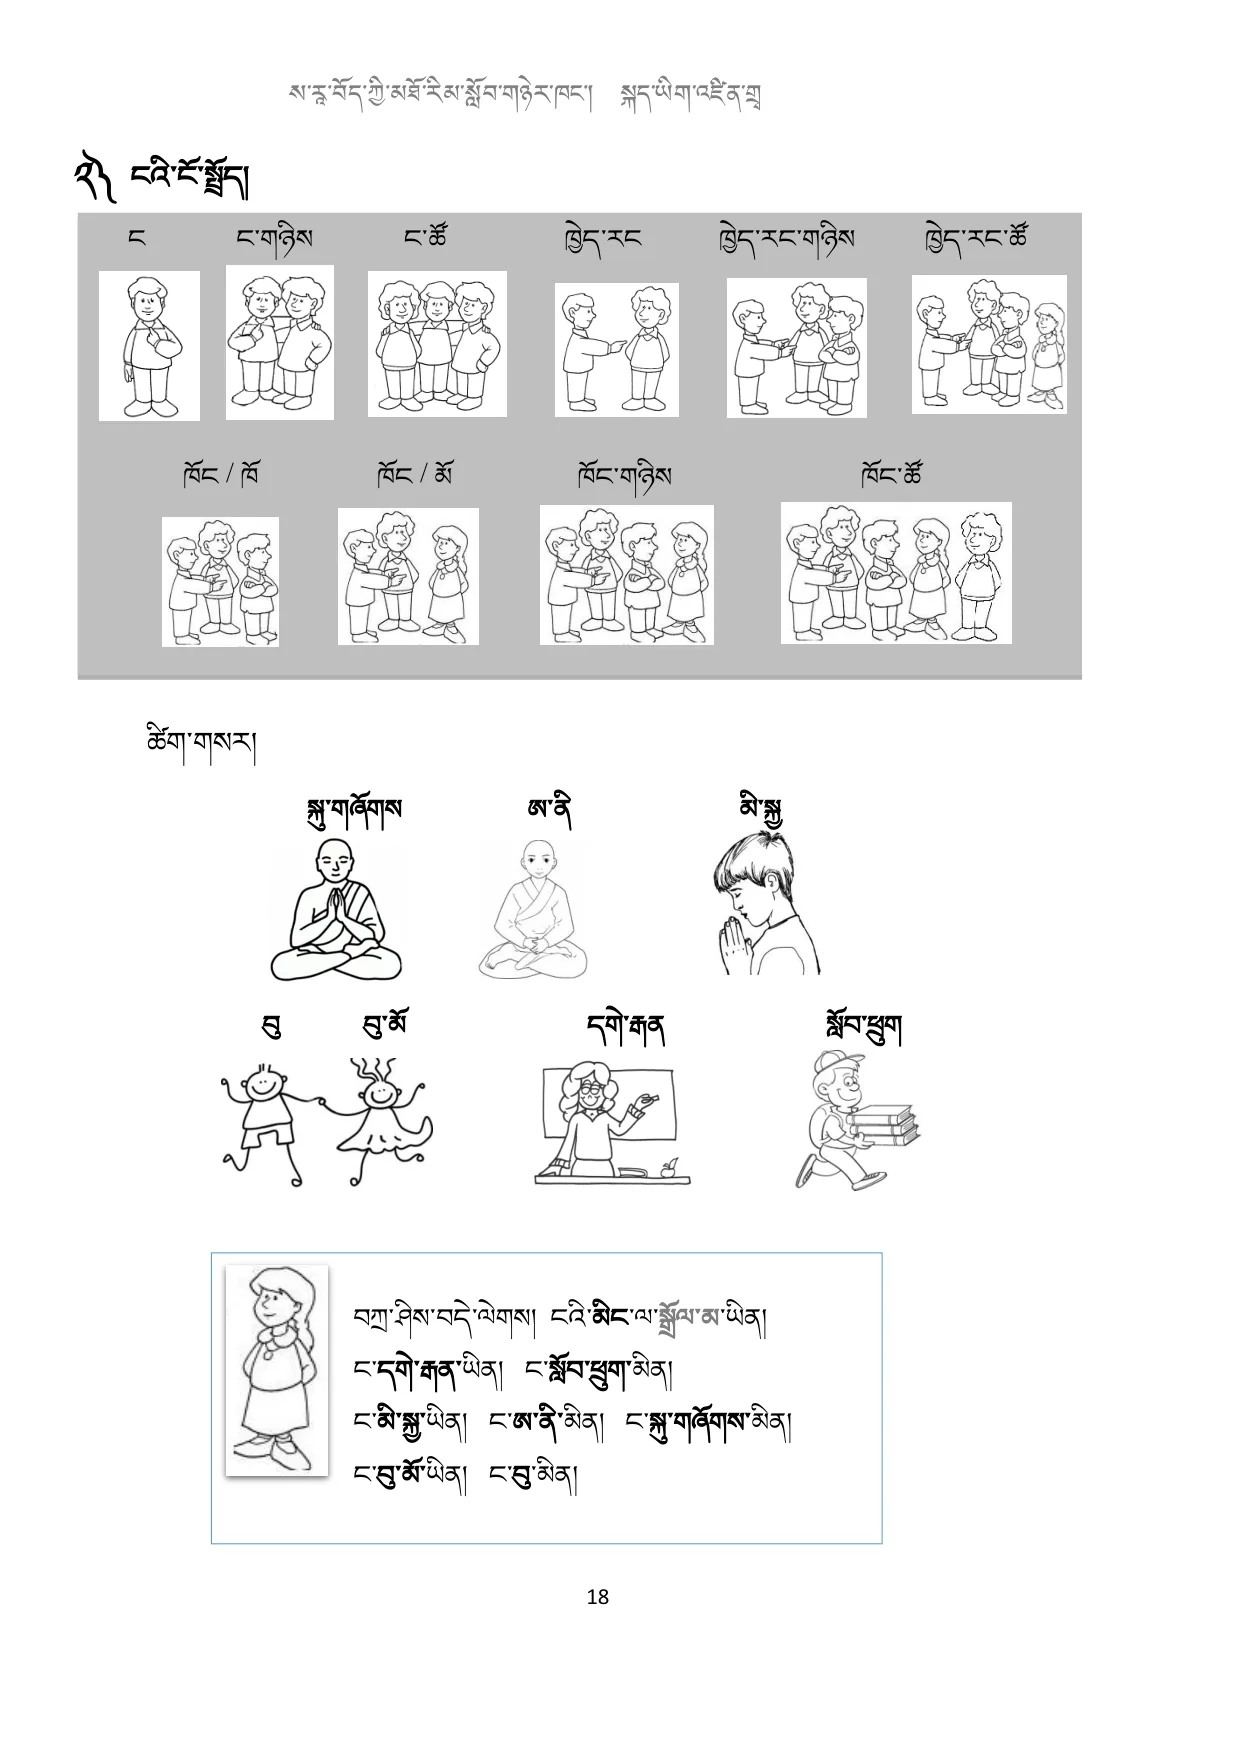 ས་རཱ་བོད་ཀྱི་མཐོ་རིམ་སློབ་གཉེར་ཁང་། སྐད་ཡིག་འཛིན་གྲྭ
༢༽ ངའི་ངོ་སྤྲོད།
ང ང་གཉིས ང་ཚོ ཁྱེད་རང ཁྱེད་རང་གཉིས ཁྱེད་རང་ཚོ
ཁོང / ཁོ ཁོང / མོ ཁོང་གཉིས ཁོང་ཚོ
ཚིག་གསར།
སྐུ་གཞོགས ཨ་ནི མི་སྐྱ
བུ བུ་མོ དགེ་རྒན སློབ་ཕྲུག
བཀྲ་ཤིས་བདེ་ལེགས། ངའི་མིང་ལ་སྒྲོལ་མ་ཡིན།
ང་དགེ་རྒན་ཡིན། ང་སློབ་ཕྲུག་མིན།
ང་མི་སྐྱ་ཡིན། ང་ཨ་ནི་མིན། ང་སྐུ་གཞོགས་མིན།
ང་བུ་མོ་ཡིན། ང་བུ་མིན།
18